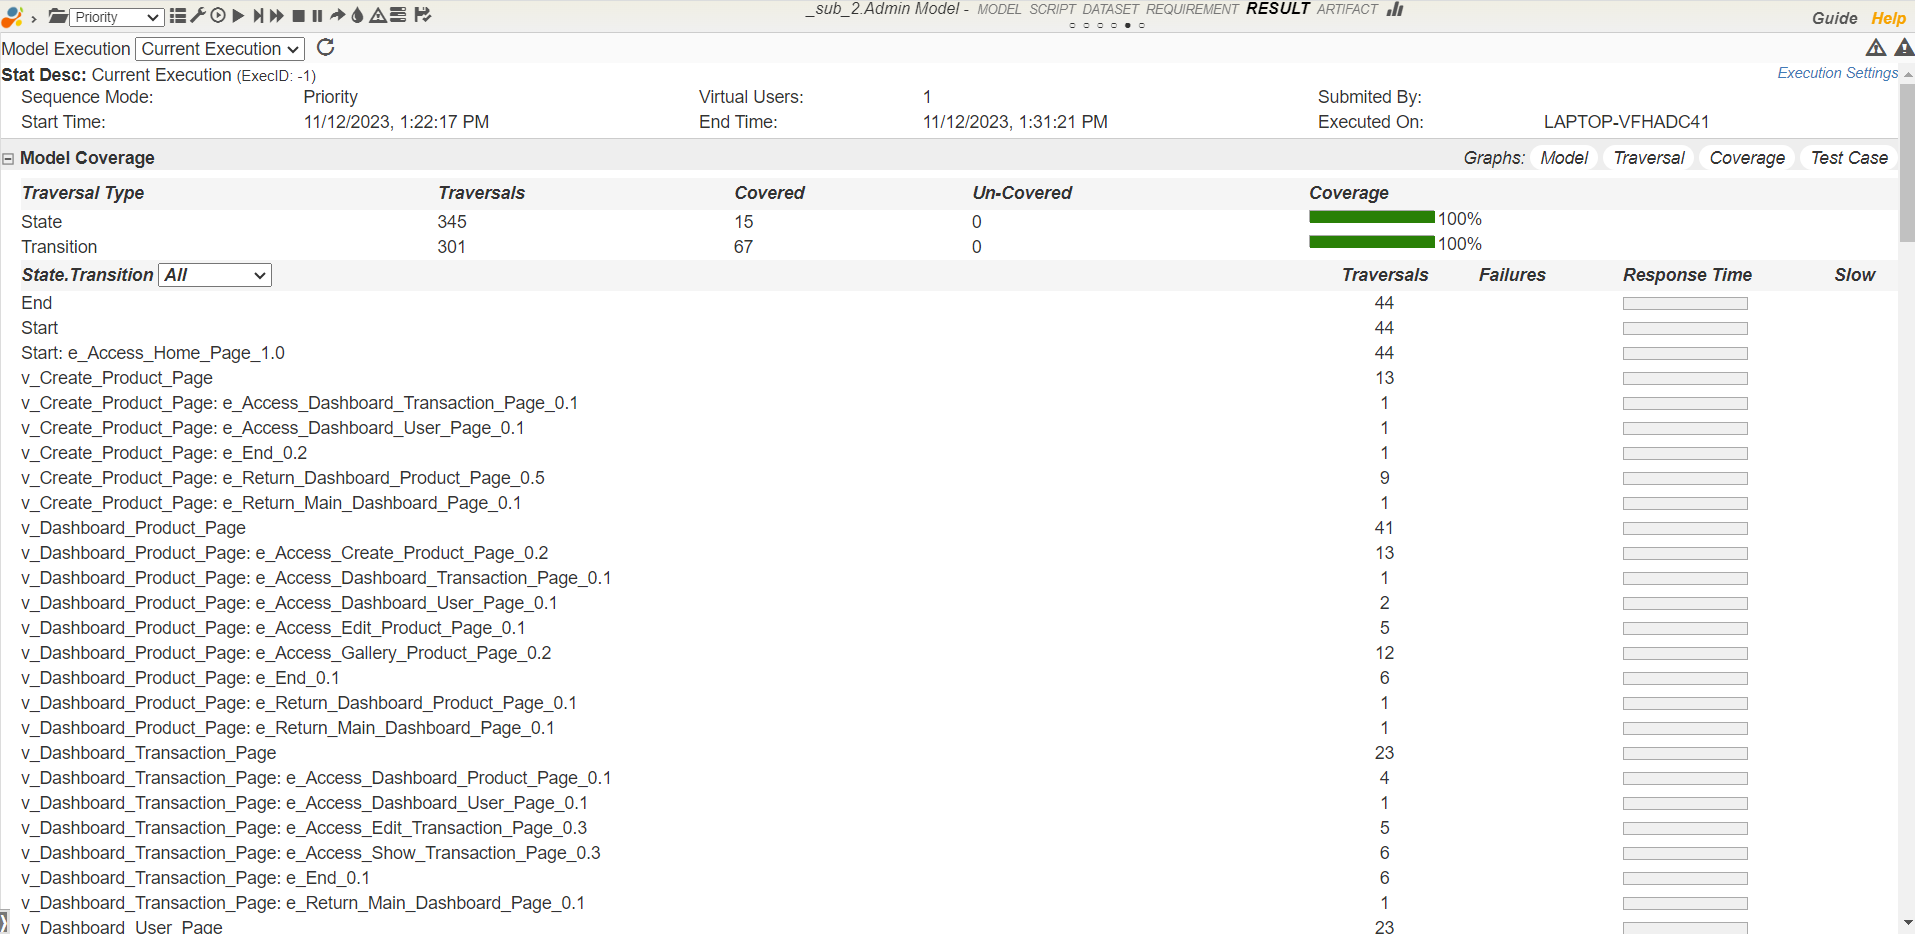 Priority
_sub_2.Admin Model - MODEL SCRIPT DATASET REQUIREMENT RESULT ARTIFACT
Guide Help
Model Execution Current Execution
Stat Desc: Current Execution (ExecID: -1)
Execution Settings
Sequence Mode: Priority Virtual Users: 1 Submited By:
Start Time: 11/12/2023, 1:22:17 PM End Time: 11/12/2023, 1:31:21 PM Executed On: LAPTOP-VFHADC41
Model Coverage Graphs: Model Traversal Coverage Test Case
Traversal Type Traversals Covered Un-Covered Coverage
State 345 15 0 100%
Transition 301 67 0 100%
State.Transition All Traversals Failures Response Time Slow
End 44
Start 44
Start: e_Access_Home_Page_1.0 44
v_Create_Product_Page 13
v_Create_Product_Page: e_Access_Dashboard_Transaction_Page_0.1 1
v_Create_Product_Page: e_Access_Dashboard_User_Page_0.1 1
v_Create_Product_Page: e_End_0.2 1
v_Create_Product_Page: e_Return_Dashboard_Product_Page_0.5 9
v_Create_Product_Page: e_Return_Main_Dashboard_Page_0.1 1
v_Dashboard_Product_Page 41
v_Dashboard_Product_Page: e_Access_Create_Product_Page_0.2 13
v_Dashboard_Product_Page: e_Access_Dashboard_Transaction_Page_0.1 1
v_Dashboard_Product_Page: e_Access_Dashboard_User_Page_0.1 2
v_Dashboard_Product_Page: e_Access_Edit_Product_Page_0.1 5
v_Dashboard_Product_Page: e_Access_Gallery_Product_Page_0.2 12
v_Dashboard_Product_Page: e_End_0.1 6
v_Dashboard_Product_Page: e_Return_Dashboard_Product_Page_0.1 1
v_Dashboard_Product_Page: e_Return_Main_Dashboard_Page_0.1 1
v_Dashboard_Transaction_Page 23
v_Dashboard_Transaction_Page: e_Access_Dashboard_Product_Page_0.1 4
v_Dashboard_Transaction_Page: e_Access_Dashboard_User_Page_0.1 1
v_Dashboard_Transaction_Page: e_Access_Edit_Transaction_Page_0.3 5
v_Dashboard_Transaction_Page: e_Access_Show_Transaction_Page_0.3 6
v_Dashboard_Transaction_Page: e_End_0.1 6
v_Dashboard_Transaction_Page: e_Return_Main_Dashboard_Page_0.1 1
v_Dashboard_User_Page 23